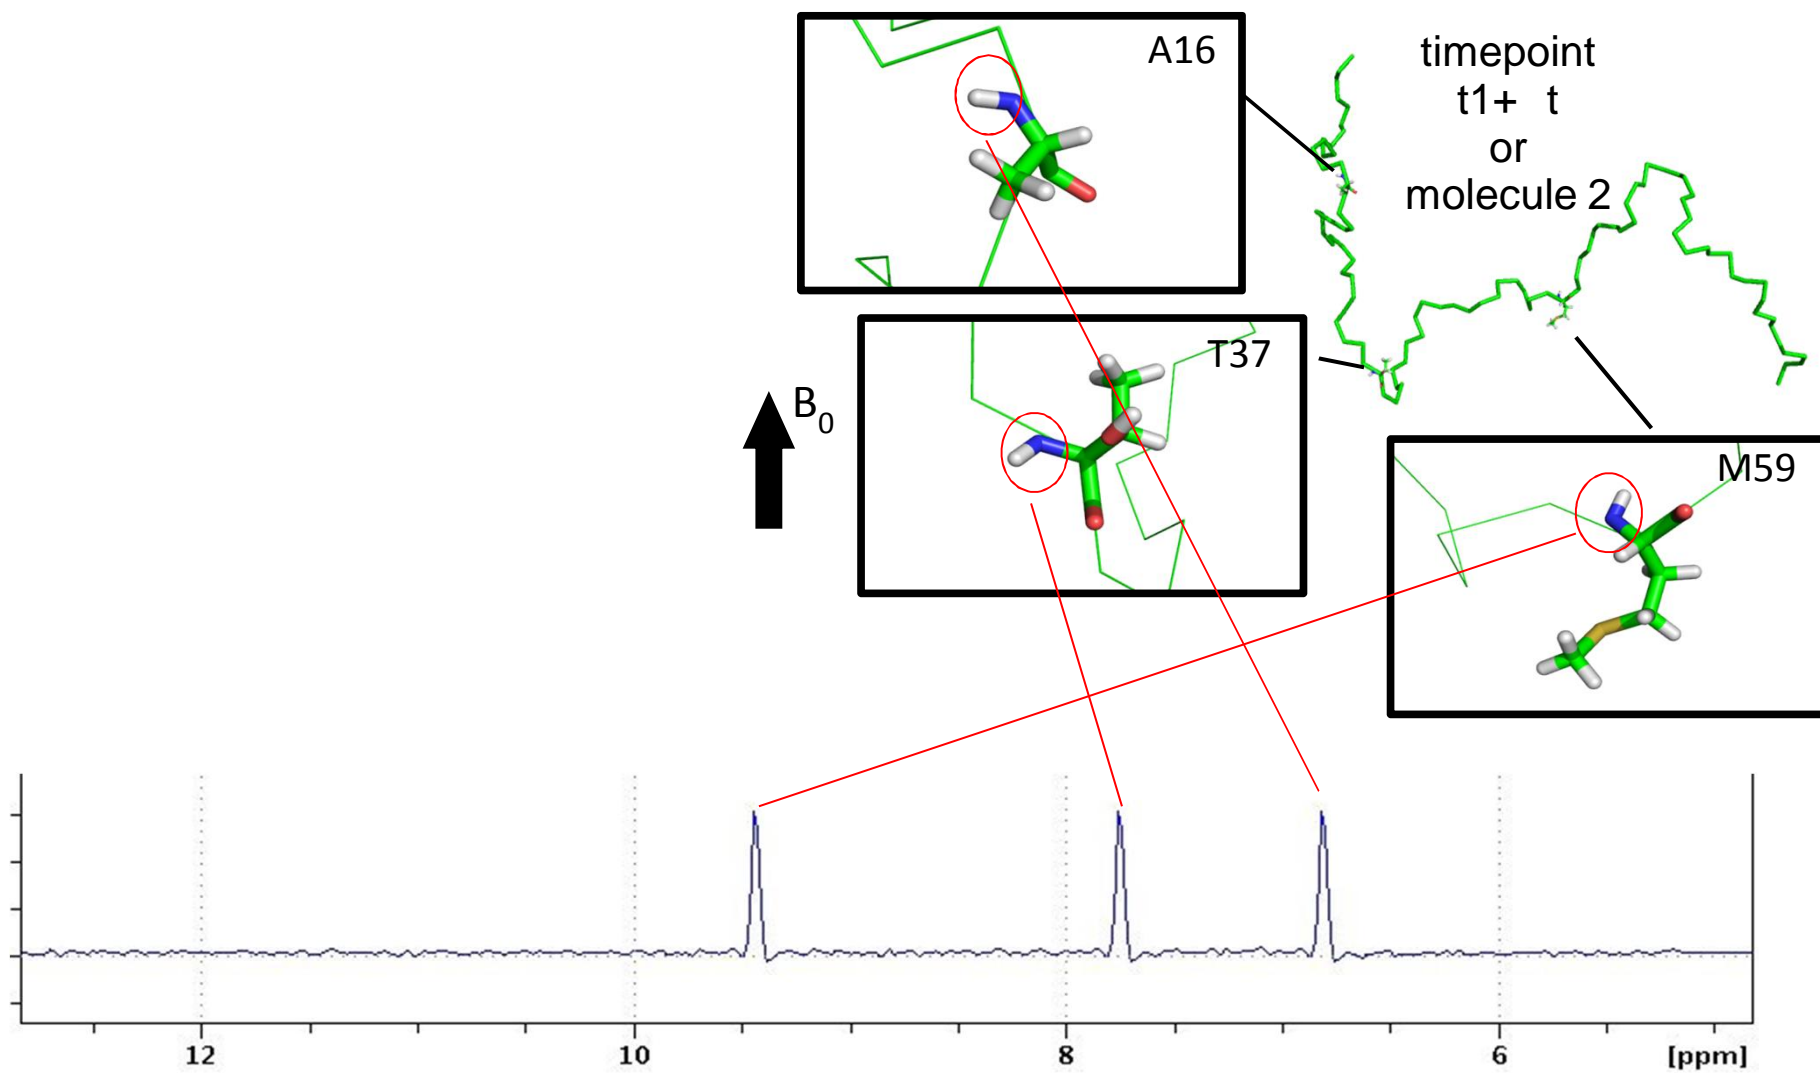 A16
timepoint
t1+ t
or
molecule 2
T37
B₀
M59
12 10 8 6 [ppm]